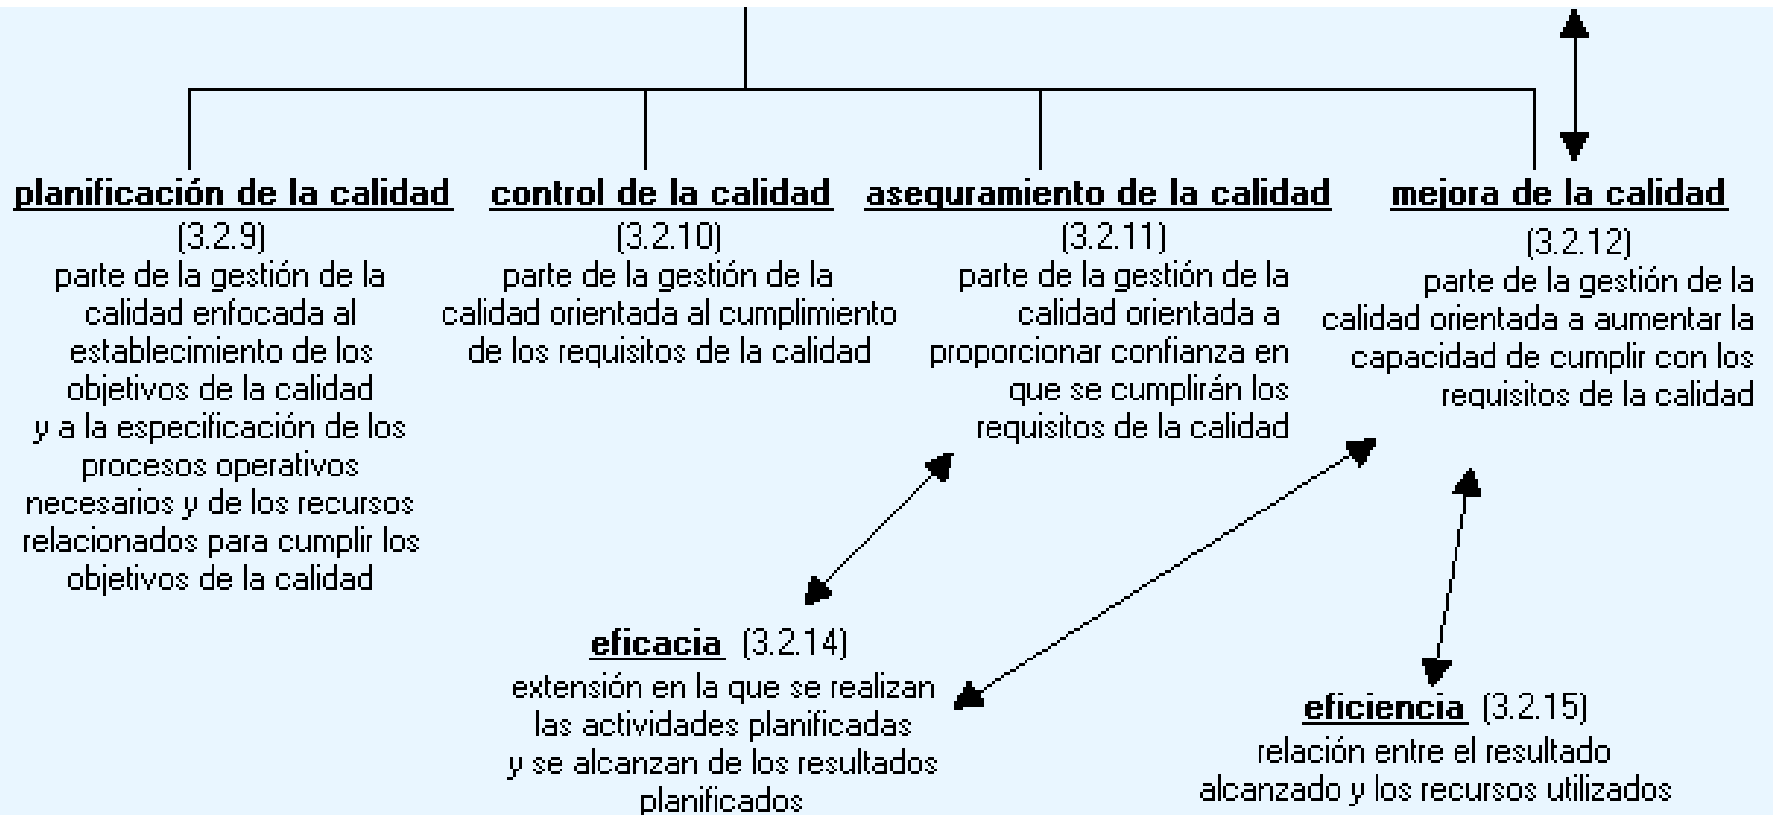 planificación de la calidad
(3.2.9)
parte de la gestión de la
calidad enfocada al
establecimiento de los
objetivos de la calidad
y a la especificación de los
procesos operativos
necesarios y de los recursos
relacionados para cumplir los
objetivos de la calidad
control de la calidad
(3.2.10)
parte de la gestión de la
calidad orientada al cumplimiento
de los requisitos de la calidad
aseguramiento de la calidad
(3.2.11)
parte de la gestión de la
calidad orientada a
proporcionar confianza en
que se cumplirán los
requisitos de la calidad
mejora de la calidad
(3.2.12)
parte de la gestión de la
calidad orientada a aumentar la
capacidad de cumplir con los
requisitos de la calidad
eficacia (3.2.14)
extensión en la que se realizan
las actividades planificadas
y se alcanzan de los resultados
planificados
eficiencia (3.2.15)
relación entre el resultado
alcanzado y los recursos utilizados